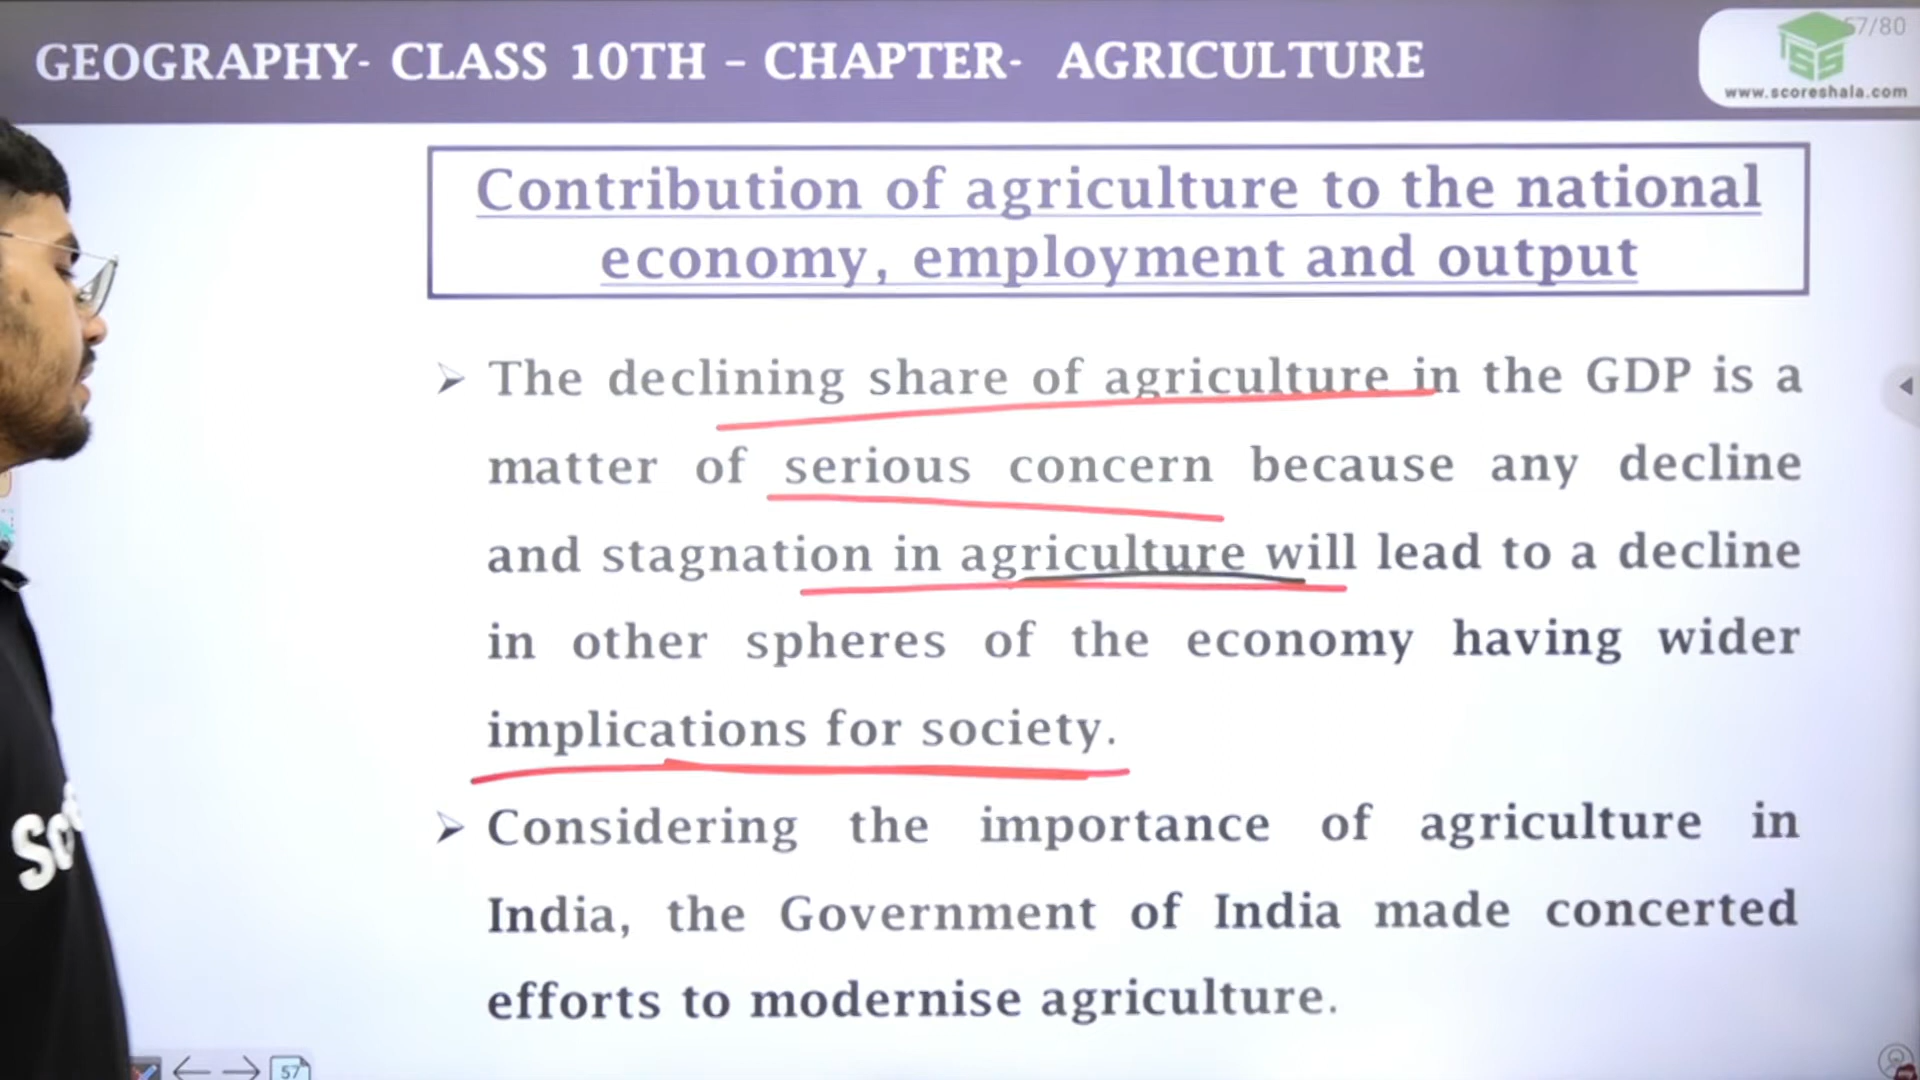 GEOGRAPHY- CLASS 10TH – CHAPTER- AGRICULTURE
57/80
www.scoreshala.com
Contribution of agriculture to the national
economy, employment and output
➢ The declining share of agriculture in the GDP is a
matter of serious concern because any decline
and stagnation in agriculture will lead to a decline
in other spheres of the economy having wider
implications for society.
➢ Considering the importance of agriculture in
India, the Government of India made concerted
efforts to modernise agriculture.
57